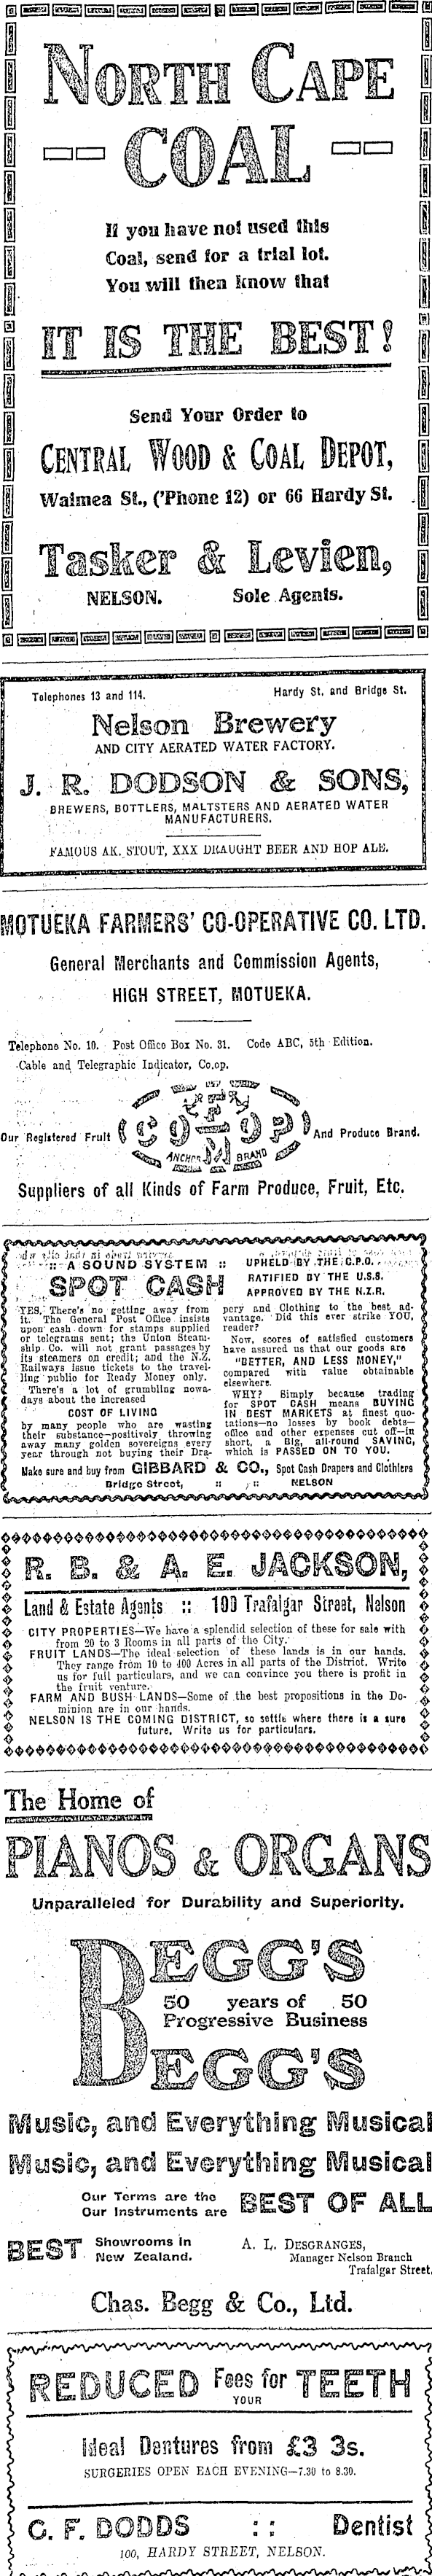 NORTH CAPE
COAL
If you have not used this
Coal, send for a trial lot.
You will then know that
IT IS THE BEST!
Send Your Order to
CENTRAL WOOD & COAL DEPOT,
Waimea St., ('Phone 12) or 66 Hardy St.
Tasker & Levien,
NELSON. Sole Agents.
Telephones 13 and 114. Hardy St. and Bridge St.
Nelson Brewery
AND CITY AERATED WATER FACTORY.
J. R. DODSON & SONS,
BREWERS, BOTTLERS, MALTSTERS AND AERATED WATER
MANUFACTURERS.
FAMOUS AK. STOUT, XXX DRAUGHT BEER AND HOP ALE.
MOTUEKA FARMERS' CO-OPERATIVE CO. LTD.
General Merchants and Commission Agents,
HIGH STREET, MOTUEKA.
Telephone No. 10. Post Office Box No. 31. Code ABC, 5th Edition.
Cable and Telegraphic Indicator, Co.op.
Our Registered Fruit
F
CO OP
M
ANCHOR BRAND
And Produce Brand.
Suppliers of all Kinds of Farm Produce, Fruit, Etc.
:: A SOUND SYSTEM ::
SPOT CASH
UPHELD BY THE G.P.O.
RATIFIED BY THE U.S.S.
APPROVED BY THE N.Z.R.
YES, There's no getting away from
it. The General Post Office insists
upon cash down for stamps supplied
or telegrams sent; the Union Steam-
ship Co. will not grant passages by
its steamers on credit; and the N.Z.
Railways issue tickets to the travel-
ling public for Ready Money only.
There's a lot of grumbling nowa-
days about the increased
COST OF LIVING
by many people who are wasting
their substance—positively throwing
away many golden sovereigns every
year through not buying their Dra-
pery and Clothing to the best ad-
vantage. Did this ever strike YOU,
reader?
Now, scores of satisfied customers
have assured us that our goods are
"BETTER, AND LESS MONEY,"
compared with value obtainable
elsewhere.
WHY? Simply because trading
for SPOT CASH means BUYING
IN BEST MARKETS at finest quo-
tations—no losses by book debts—
office and other expenses cut off—in
short, a Big, all-round SAVING,
which is PASSED ON TO YOU.
Make sure and buy from GIBBARD & CO., Spot Cash Drapers and Clothiers
Bridge Street, :: :: NELSON
R. B. & A. E. JACKSON,
Land & Estate Agents :: 100 Trafalgar Street, Nelson
CITY PROPERTIES—We have a splendid selection of these for sale with
from 20 to 3 Rooms in all parts of the City.
FRUIT LANDS—The ideal selection of these lands is in our hands.
They range from 10 to 400 Acres in all parts of the District. Write
us for full particulars, and we can convince you there is profit in
the fruit venture.
FARM AND BUSH LANDS—Some of the best propositions in the Do-
minion are in our hands.
NELSON IS THE COMING DISTRICT, so settle where there is a sure
future. Write us for particulars.
The Home of
PIANOS & ORGANS
Unparalleled for Durability and Superiority.
BEGG'S
50 years of 50
Progressive Business
BEGG'S
Music, and Everything Musical
Music, and Everything Musical
Our Terms are the
Our Instruments are BEST OF ALL
BEST Showrooms in
New Zealand.
A. L. DESGRANGES,
Manager Nelson Branch
Trafalgar Street.
Chas. Begg & Co., Ltd.
REDUCED Fees for YOUR TEETH
Ideal Dentures from £3 3s.
SURGERIES OPEN EACH EVENING—7.30 to 8.30.
C. F. DODDS :: Dentist
100, HARDY STREET, NELSON.